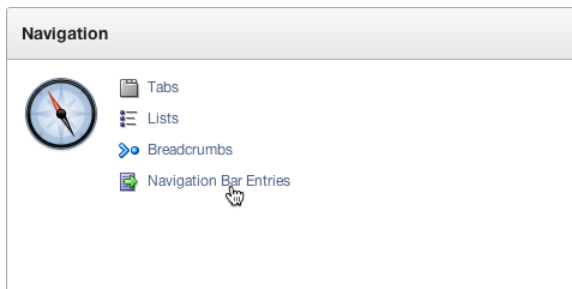 Navigation
Tabs
Lists
Breadcrumbs
Navigation Bar Entries